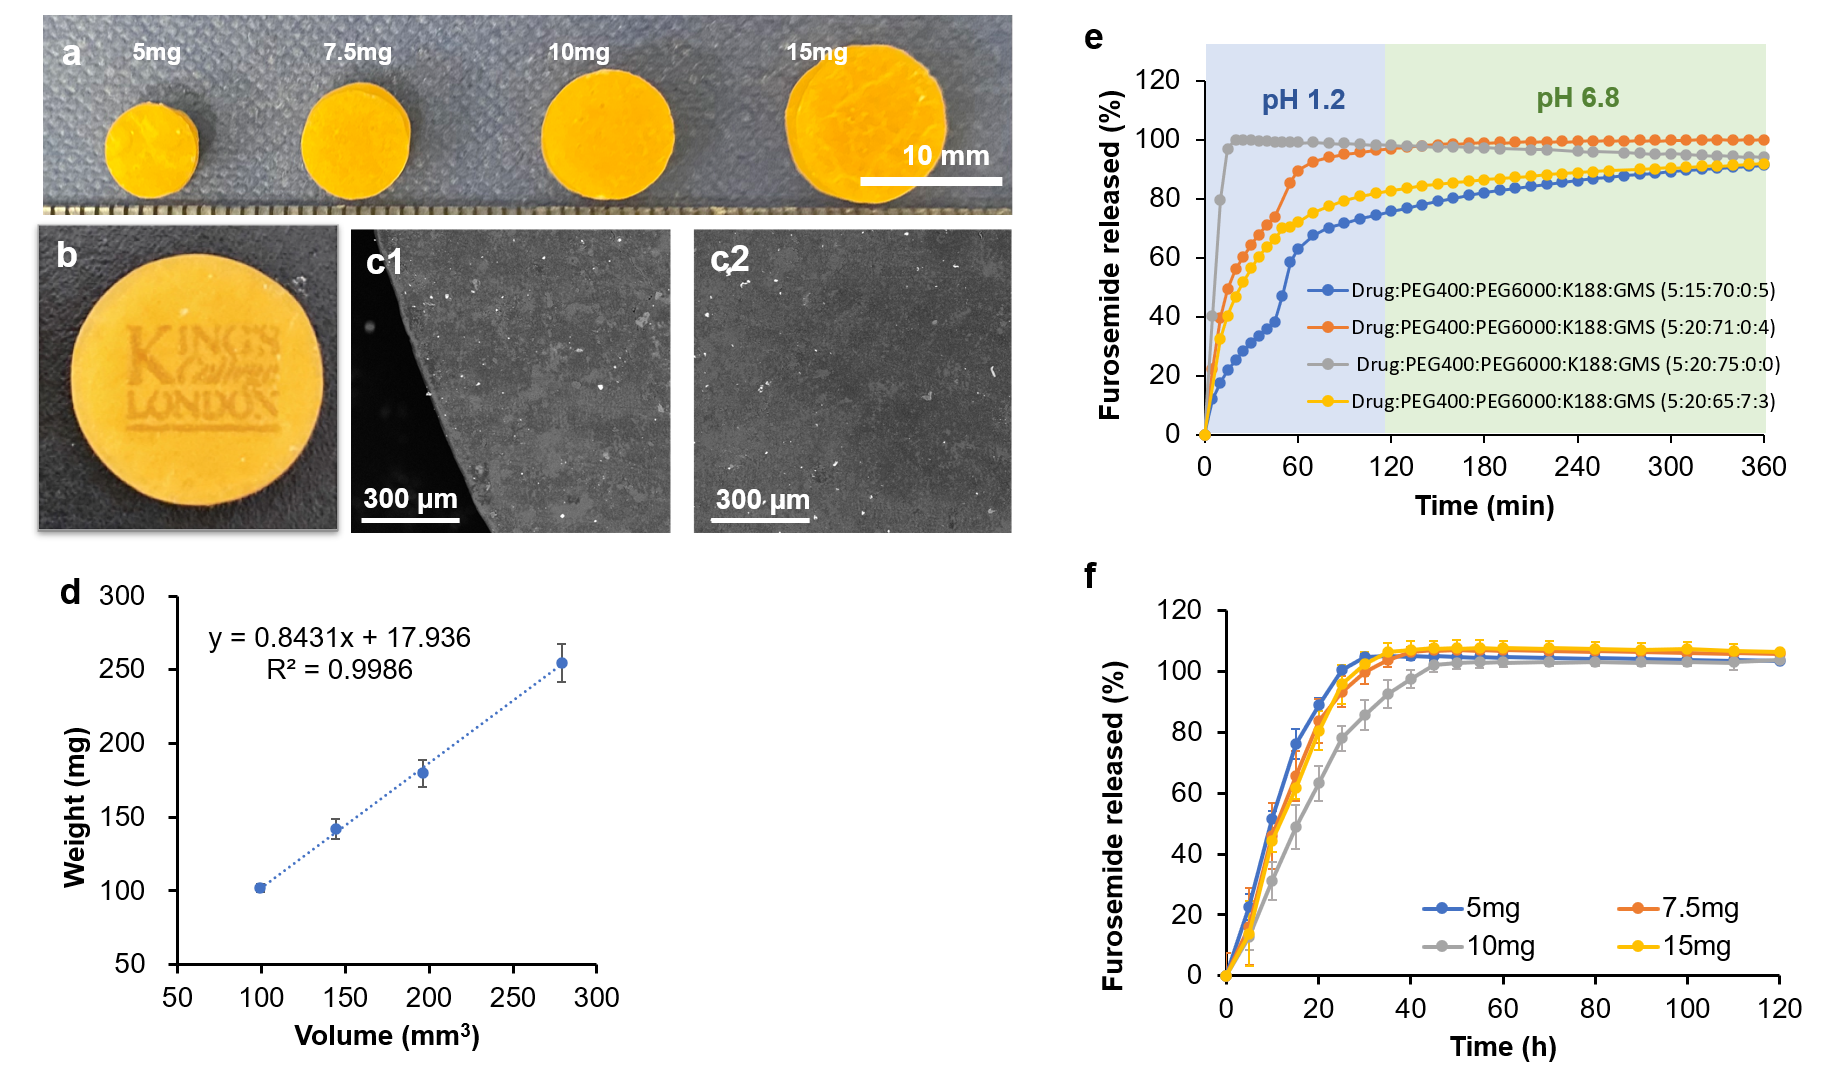 a
5mg
7.5mg
10mg
15mg
10 mm
b
KING'S
College
LONDON
c1
300 µm
c2
300 µm
d
300
250
200
150
100
50
y = 0.8431x + 17.936
R² = 0.9986
Weight (mg)
50 100 150 200 250 300
Volume (mm³)
e
120
100
80
60
40
20
0
pH 1.2
pH 6.8
Drug:PEG400:PEG6000:K188:GMS (5:15:70:0:5)
Drug:PEG400:PEG6000:K188:GMS (5:20:71:0:4)
Drug:PEG400:PEG6000:K188:GMS (5:20:75:0:0)
Drug:PEG400:PEG6000:K188:GMS (5:20:65:7:3)
Furosemide released (%)
0 60 120 180 240 300 360
Time (min)
f
120
100
80
60
40
20
0
5mg
7.5mg
10mg
15mg
Furosemide released (%)
0 20 40 60 80 100 120
Time (h)